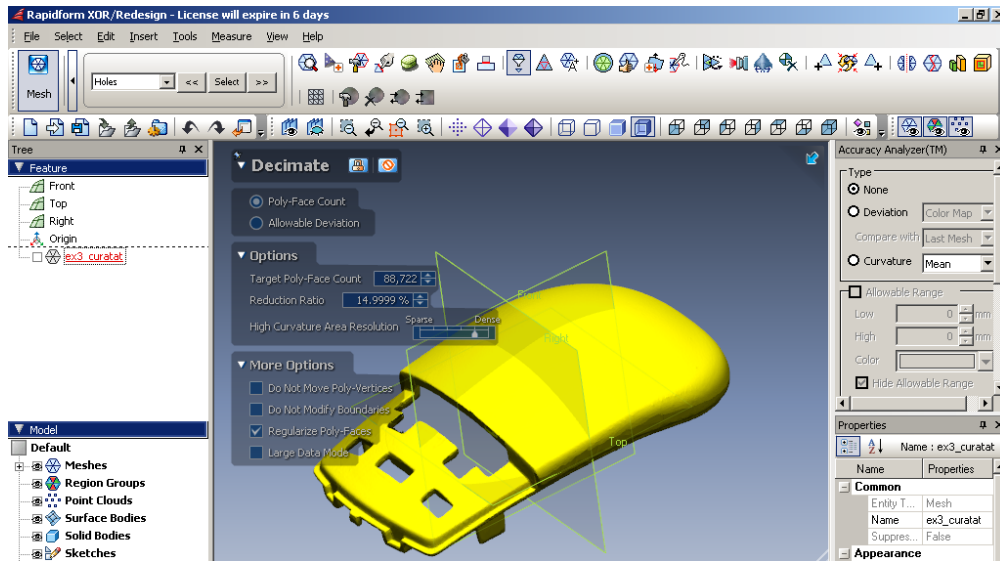 Rapidform XOR/Redesign - License will expire in 6 days
File Select Edit Insert Tools Measure View Help
Mesh
Holes << Select >>
Tree
Feature
Front
Top
Right
Origin
ex3_curatat
Model
Default
Meshes
Region Groups
Point Clouds
Surface Bodies
Solid Bodies
Sketches
Decimate
Poly-Face Count
Allowable Deviation
Options
Target Poly-Face Count 88,722
Reduction Ratio 14.9999 %
Sparse Dense
High Curvature Area Resolution
More Options
Do Not Move Poly-Vertices
Do Not Modify Boundaries
Regularize Poly-Faces
Large Data Mode
Front
Right
Top
Accuracy Analyzer(TM)
Type
None
Deviation Color Map
Compare with Last Mesh
Curvature Mean
Allowable Range
Low 0 mm
High 0 mm
Color
Hide Allowable Range
Properties
Name : ex3_curatat
Name Properties
Common
Entity T... Mesh
Name ex3_curatat
Suppres... False
Appearance